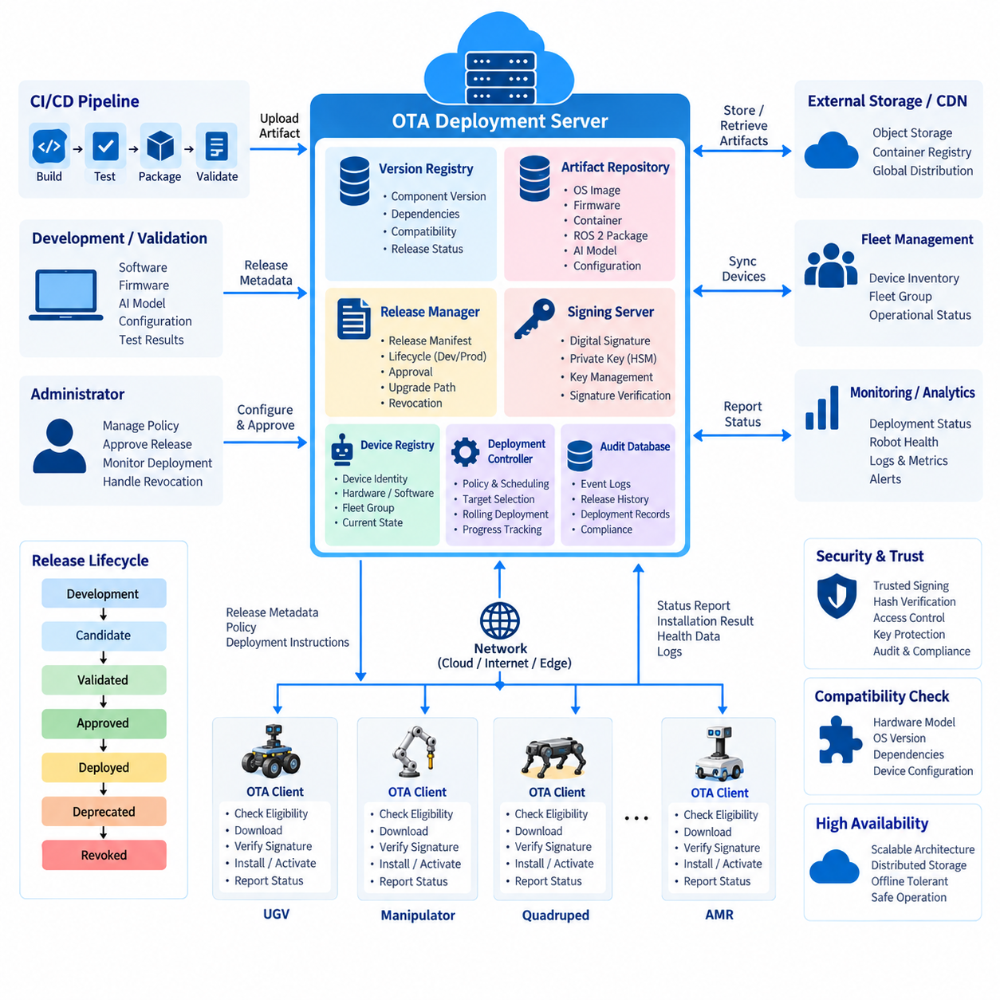 CI/CD Pipeline
</>
Build
Test
Package
Validate
Upload
Artifact
Development / Validation
Software
Firmware
AI Model
Configuration
Test Results
Release
Metadata
Administrator
Manage Policy
Approve Release
Monitor Deployment
Handle Revocation
Configure
& Approve
OTA Deployment Server
Version Registry
• Component Version
• Dependencies
• Compatibility
• Release Status
Artifact Repository
• OS Image
• Firmware
• Container
• ROS 2 Package
• AI Model
• Configuration
Release Manager
• Release Manifest
• Lifecycle (Dev/Prod)
• Approval
• Upgrade Path
• Revocation
Signing Server
• Digital Signature
• Private Key (HSM)
• Key Management
• Signature Verification
Device Registry
• Device Identity
• Hardware / Software
• Fleet Group
• Current State
Deployment
Controller
• Policy & Scheduling
• Target Selection
• Rolling Deployment
• Progress Tracking
Audit Database
• Event Logs
• Release History
• Deployment Records
• Compliance
Store /
Retrieve
Artifacts
External Storage / CDN
Object Storage
Container Registry
Global Distribution
Sync
Devices
Fleet Management
Device Inventory
Fleet Group
Operational Status
Report
Status
Monitoring / Analytics
Deployment Status
Robot Health
Logs & Metrics
Alerts
Release Lifecycle
Development
Candidate
Validated
Approved
Deployed
Deprecated
Revoked
Release Metadata
Policy
Deployment Instructions
Network
(Cloud / Internet / Edge)
Status Report
Installation Result
Health Data
Logs
OTA Client
• Check Eligibility
• Download
• Verify Signature
• Install / Activate
• Report Status
UGV
OTA Client
• Check Eligibility
• Download
• Verify Signature
• Install / Activate
• Report Status
Manipulator
OTA Client
• Check Eligibility
• Download
• Verify Signature
• Install / Activate
• Report Status
Quadruped
...
OTA Client
• Check Eligibility
• Download
• Verify Signature
• Install / Activate
• Report Status
AMR
Security & Trust
Trusted Signing
Hash Verification
Access Control
Key Protection
Audit & Compliance
Compatibility Check
Hardware Model
OS Version
Dependencies
Device Configuration
High Availability
Scalable Architecture
Distributed Storage
Offline Tolerant
Safe Operation